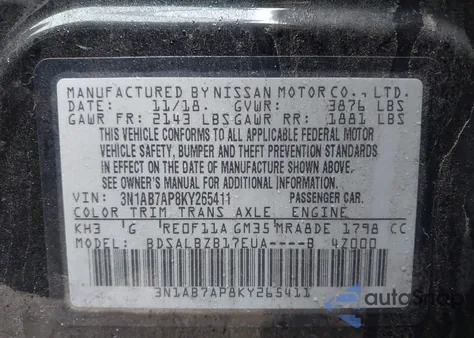 MANUFACTURED BY NISSAN MOTOR CO., LTD.
DATE: 11/18. GVWR: 3876 LBS
GAWR FR: 2143 LBS GAWR RR: 1881 LBS
THIS VEHICLE CONFORMS TO ALL APPLICABLE FEDERAL MOTOR
VEHICLE SAFETY, BUMPER AND THEFT PREVENTION STANDARDS
IN EFFECT ON THE DATE OF MANUFACTURE SHOWN ABOVE.
SEE OWNER'S MANUAL FOR ADDITIONAL INFORMATION.
VIN: 3N1AB7AP8KY265411 PASSENGER CAR.
COLOR TRIM TRANS AXLE ENGINE
KH3 G RE0F11A GM35 MRA8DE 1798 CC
MODEL: BDSALBZB17EUA----B 4Z000
3N1AB7AP8KY265411
autoSnap